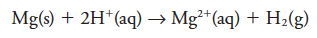 Mg(s) + 2H⁺(aq) → Mg²⁺(aq) + H₂(g)